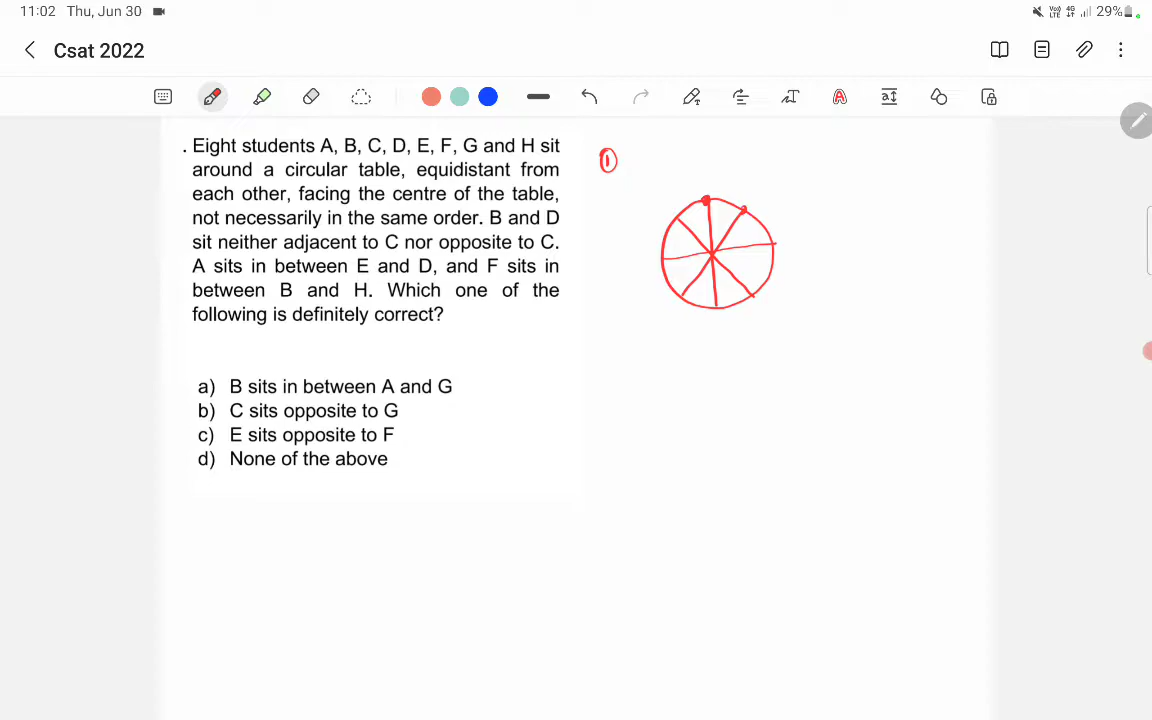 11:02 Thu, Jun 30
Vo)) LTE 4G 29%
Csat 2022
. Eight students A, B, C, D, E, F, G and H sit
around a circular table, equidistant from
each other, facing the centre of the table,
not necessarily in the same order. B and D
sit neither adjacent to C nor opposite to C.
A sits in between E and D, and F sits in
between B and H. Which one of the
following is definitely correct?
a) B sits in between A and G
b) C sits opposite to G
c) E sits opposite to F
d) None of the above
1